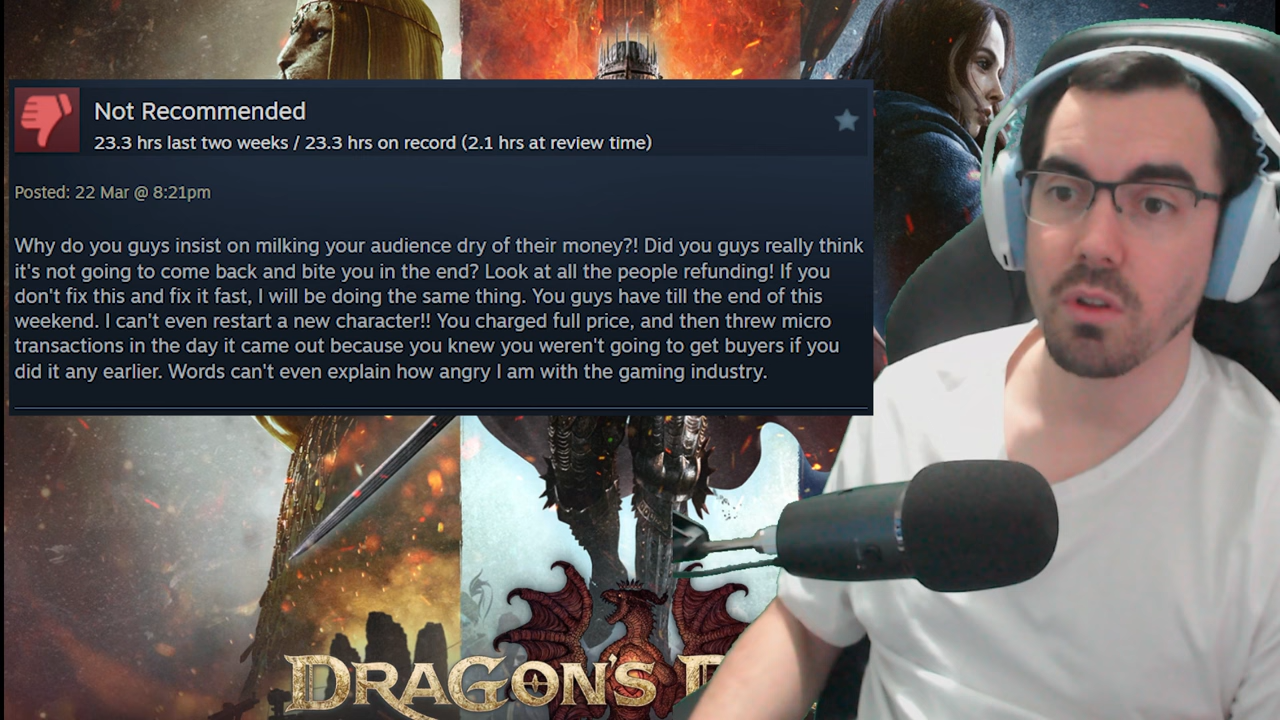 Not Recommended
23.3 hrs last two weeks / 23.3 hrs on record (2.1 hrs at review time)
Posted: 22 Mar @ 8:21pm
Why do you guys insist on milking your audience dry of their money?! Did you guys really think
it's not going to come back and bite you in the end? Look at all the people refunding! If you
don't fix this and fix it fast, I will be doing the same thing. You guys have till the end of this
weekend. I can't even restart a new character!! You charged full price, and then threw micro
transactions in the day it came out because you knew you weren't going to get buyers if you
did it any earlier. Words can't even explain how angry I am with the gaming industry.
DRAGON'S